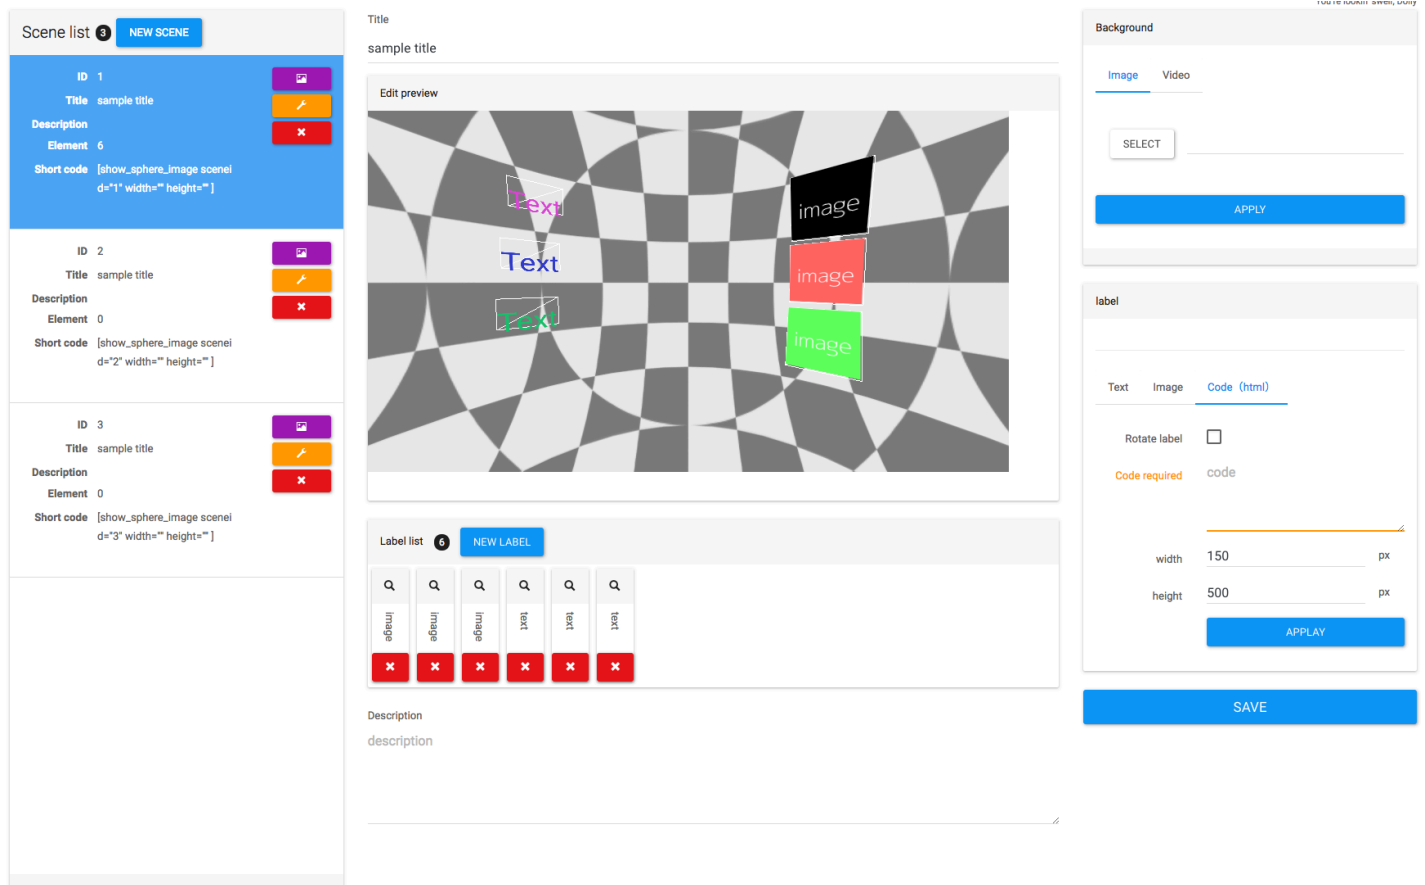 You're lookin' swell, Dolly
Scene list 3 NEW SCENE
ID 1
Title sample title
Description
Element 6
Short code [show_sphere_image scenei
d="1" width="" height="" ]
ID 2
Title sample title
Description
Element 0
Short code [show_sphere_image scenei
d="2" width="" height="" ]
ID 3
Title sample title
Description
Element 0
Short code [show_sphere_image scenei
d="3" width="" height="" ]
Title
sample title
Edit preview
Text
Text
Text
image
image
image
Label list 6 NEW LABEL
image
image
image
text
text
text
Description
description
Background
Image Video
SELECT
APPLY
label
Text Image Code（html）
Rotate label
Code required code
width 150 px
height 500 px
APPLAY
SAVE